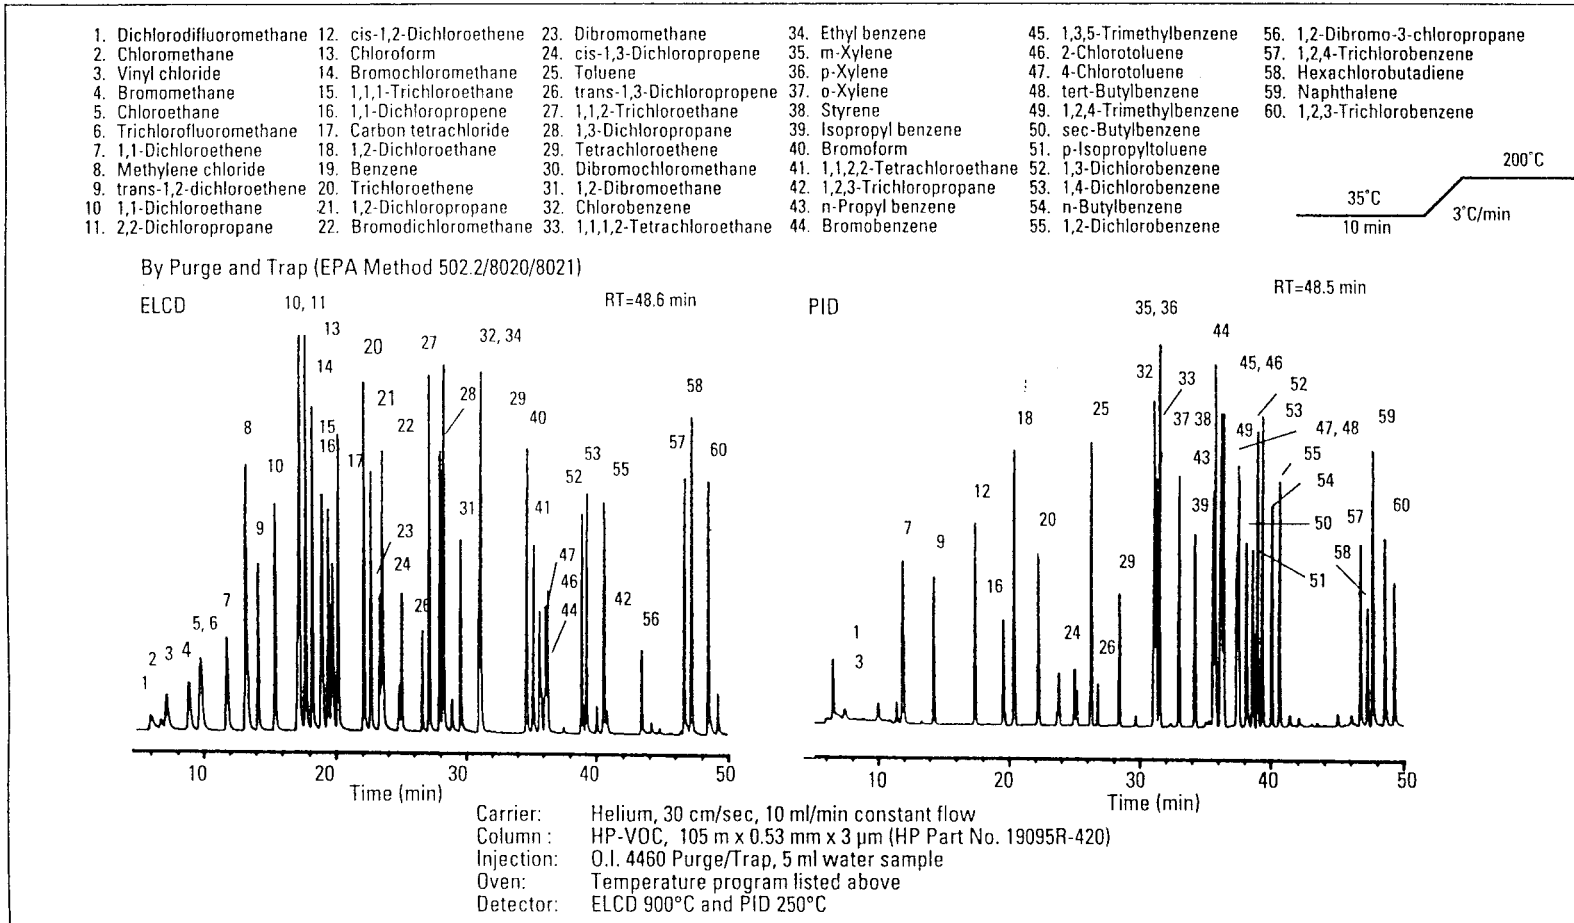 1. Dichlorodifluoromethane
2. Chloromethane
3. Vinyl chloride
4. Bromomethane
5. Chloroethane
6. Trichlorofluoromethane
7. 1,1-Dichloroethene
8. Methylene chloride
9. trans-1,2-dichloroethene
10 1,1-Dichloroethane
11. 2,2-Dichloropropane
12. cis-1,2-Dichloroethene
13. Chloroform
14. Bromochloromethane
15. 1,1,1-Trichloroethane
16. 1,1-Dichloropropene
17. Carbon tetrachloride
18. 1,2-Dichloroethane
19. Benzene
20. Trichloroethene
21. 1,2-Dichloropropane
22. Bromodichloromethane
23. Dibromomethane
24. cis-1,3-Dichloropropene
25. Toluene
26. trans-1,3-Dichloropropene
27. 1,1,2-Trichloroethane
28. 1,3-Dichloropropane
29. Tetrachloroethene
30. Dibromochloromethane
31. 1,2-Dibromoethane
32. Chlorobenzene
33. 1,1,1,2-Tetrachloroethane
34. Ethyl benzene
35. m-Xylene
36. p-Xylene
37. o-Xylene
38. Styrene
39. Isopropyl benzene
40. Bromoform
41. 1,1,2,2-Tetrachloroethane
42. 1,2,3-Trichloropropane
43. n-Propyl benzene
44. Bromobenzene
45. 1,3,5-Trimethylbenzene
46. 2-Chlorotoluene
47. 4-Chlorotoluene
48. tert-Butylbenzene
49. 1,2,4-Trimethylbenzene
50. sec-Butylbenzene
51. p-Isopropyltoluene
52. 1,3-Dichlorobenzene
53. 1,4-Dichlorobenzene
54. n-Butylbenzene
55. 1,2-Dichlorobenzene
56. 1,2-Dibromo-3-chloropropane
57. 1,2,4-Trichlorobenzene
58. Hexachlorobutadiene
59. Naphthalene
60. 1,2,3-Trichlorobenzene
200°C
35°C
10 min
3°C/min
By Purge and Trap (EPA Method 502.2/8020/8021)
ELCD
10, 11
RT=48.6 min
13
20
27
32, 34
14
58
21
28
29
8
15
22
40
16
57
10
17
52
53
55
60
9
23
31
41
24
47
7
26
46
42
5, 6
44
56
2
3
4
1
10
20
30
40
50
Time (min)
PID
RT=48.5 min
35, 36
44
45, 46
32
33
52
18
25
37
38
53
59
49
47, 48
43
55
12
54
7
9
20
39
50
57
60
29
58
16
51
1
24
3
26
10
20
30
40
50
Time (min)
Carrier: Helium, 30 cm/sec, 10 ml/min constant flow
Column : HP-VOC, 105 m x 0.53 mm x 3 µm (HP Part No. 19095R-420)
Injection: O.I. 4460 Purge/Trap, 5 ml water sample
Oven: Temperature program listed above
Detector: ELCD 900°C and PID 250°C